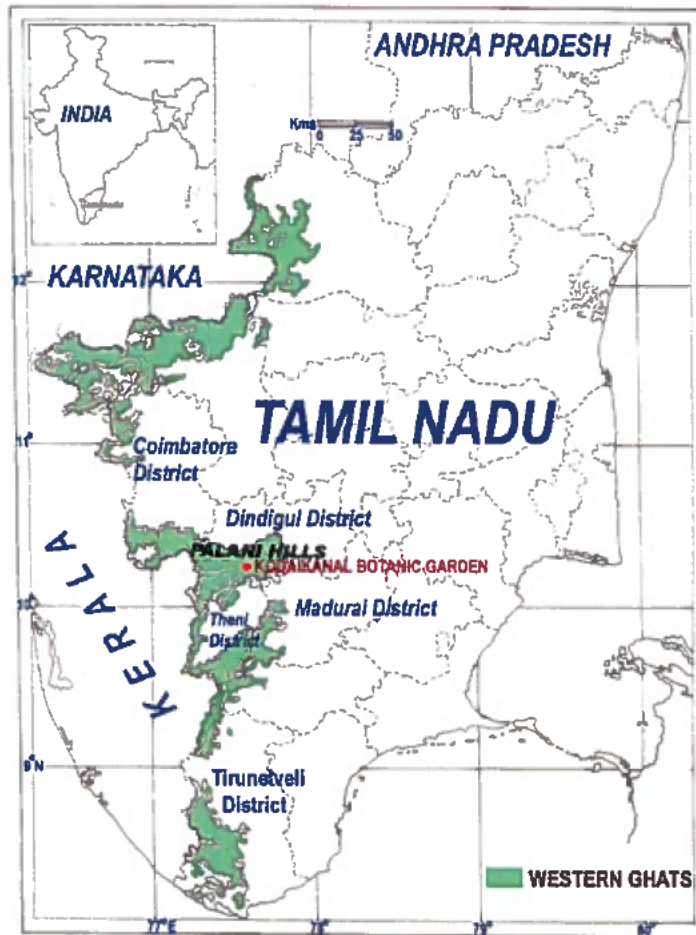 ANDHRA PRADESH
INDIA
Kms
0 25 50
KARNATAKA
12°
TAMIL NADU
11°
Coimbatore
District
Dindigul District
PALANI HILLS
KODAIKANAL BOTANIC GARDEN
10°
Theni
District
Madurai District
KERALA
9°N
Tirunelveli
District
WESTERN GHATS
77°E
78
79
80